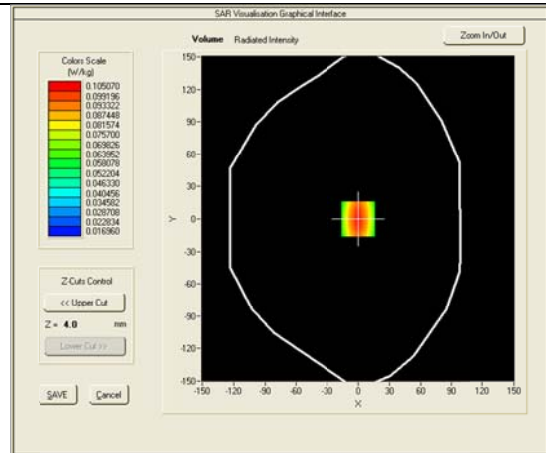 SAR Visualisation Graphical Interface
Volume Radiated Intensity
Zoom In/Out
Colors Scale
(W/kg)
0.105070
0.099196
0.093322
0.087448
0.081574
0.075700
0.069826
0.063952
0.058078
0.052204
0.046330
0.040456
0.034582
0.028708
0.022834
0.016960
Z-Cuts Control
<< Upper Cut
Z = 4.0 mm
Lower Cut >>
SAVE Cancel
150-
120-
90-
60-
30-
Y 0-
-30-
-60-
-90-
-120-
-150-
-150 -120 -90 -60 -30 0 30 60 90 120 150
X